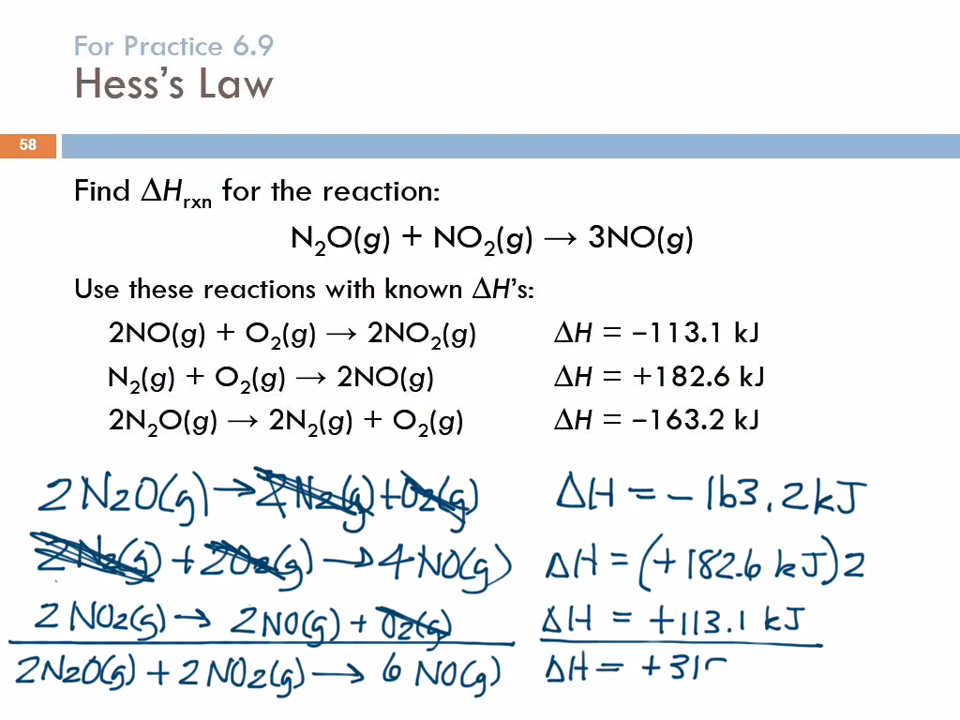 For Practice 6.9
Hess's Law
58
Find ΔHrxn for the reaction:
N₂O(g) + NO₂(g) → 3NO(g)
Use these reactions with known ΔH's:
2NO(g) + O₂(g) → 2NO₂(g) ΔH = −113.1 kJ
N₂(g) + O₂(g) → 2NO(g) ΔH = +182.6 kJ
2N₂O(g) → 2N₂(g) + O₂(g) ΔH = −163.2 kJ
2N2O(g) → 2N2(g) + O2(g) ΔH = − 163.2 kJ
2N2(g) + 2O2(g) → 4NO(g) ΔH = (+182.6 kJ)2
2NO2(g) → 2NO(g) + O2(g) ΔH = +113.1 kJ
2N2O(g) + 2NO2(g) → 6 NO(g) ΔH = +31